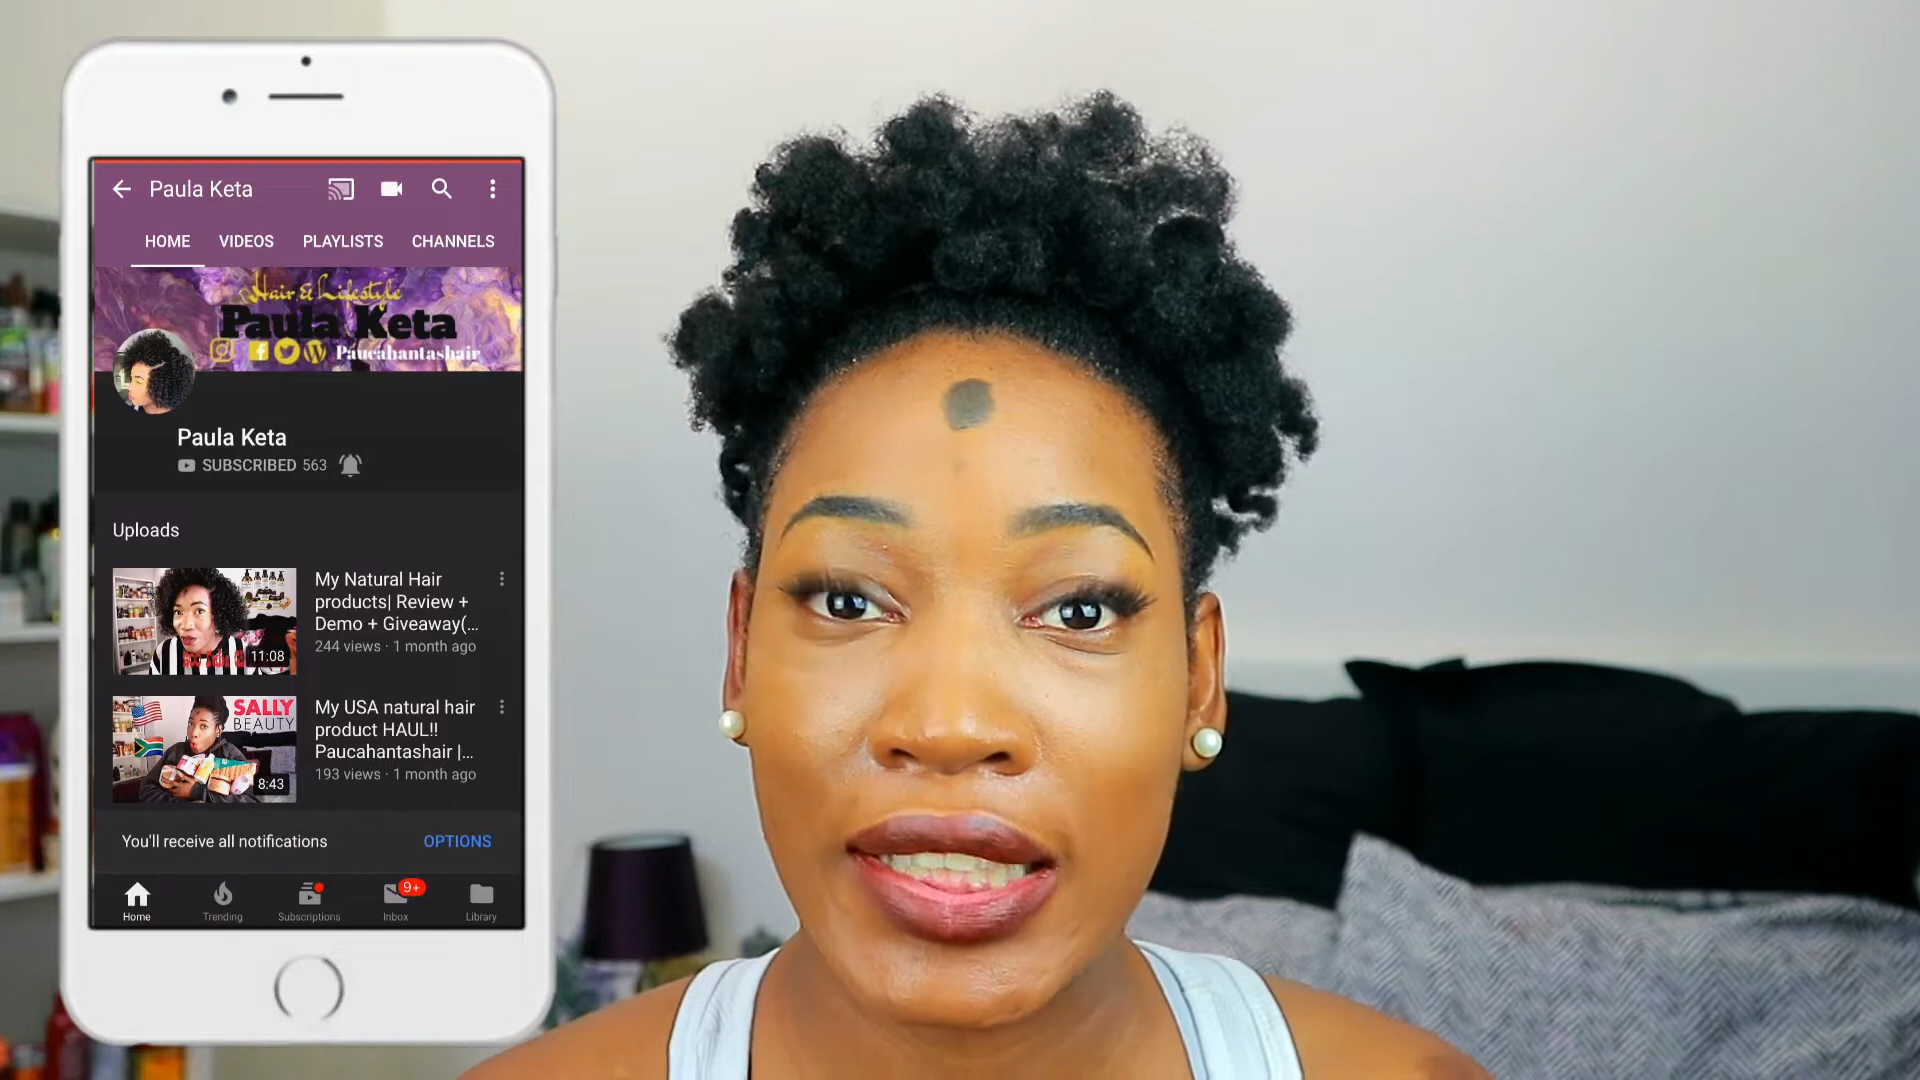 Paula Keta
HOME VIDEOS PLAYLISTS CHANNELS
Hair & Lifestyle
Paula Keta
Paucahantashair
Paula Keta
SUBSCRIBED 563
Uploads
My Natural Hair
products| Review +
Demo + Giveaway(...
244 views · 1 month ago
11:08
SALLY
BEAUTY
My USA natural hair
product HAUL!!
Paucahantashair |...
193 views · 1 month ago
8:43
You'll receive all notifications OPTIONS
9+
Home Trending Subscriptions Inbox Library